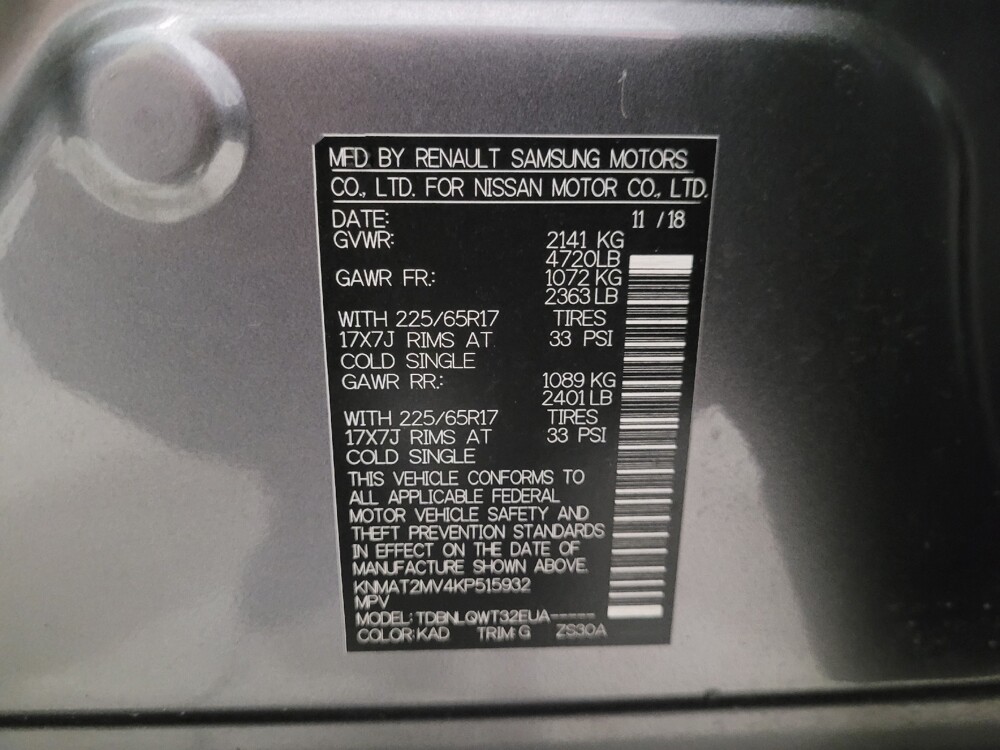 MFD. BY RENAULT SAMSUNG MOTORS
CO., LTD. FOR NISSAN MOTOR CO., LTD.
DATE: 11 / 18
GVWR: 2141 KG
4720LB
GAWR FR.: 1072 KG
2363 LB
WITH 225/65R17 TIRES
17X7J RIMS AT 33 PSI
COLD SINGLE
GAWR RR.: 1089 KG
2401 LB
WITH 225/65R17 TIRES
17X7J RIMS AT 33 PSI
COLD SINGLE
THIS VEHICLE CONFORMS TO
ALL APPLICABLE FEDERAL
MOTOR VEHICLE SAFETY AND
THEFT PREVENTION STANDARDS
IN EFFECT ON THE DATE OF
MANUFACTURE SHOWN ABOVE.
KNMAT2MV4KP515932
MPV
MODEL: TDBNLQWT32EUA-----
COLOR: KAD TRIM: G ZS30A